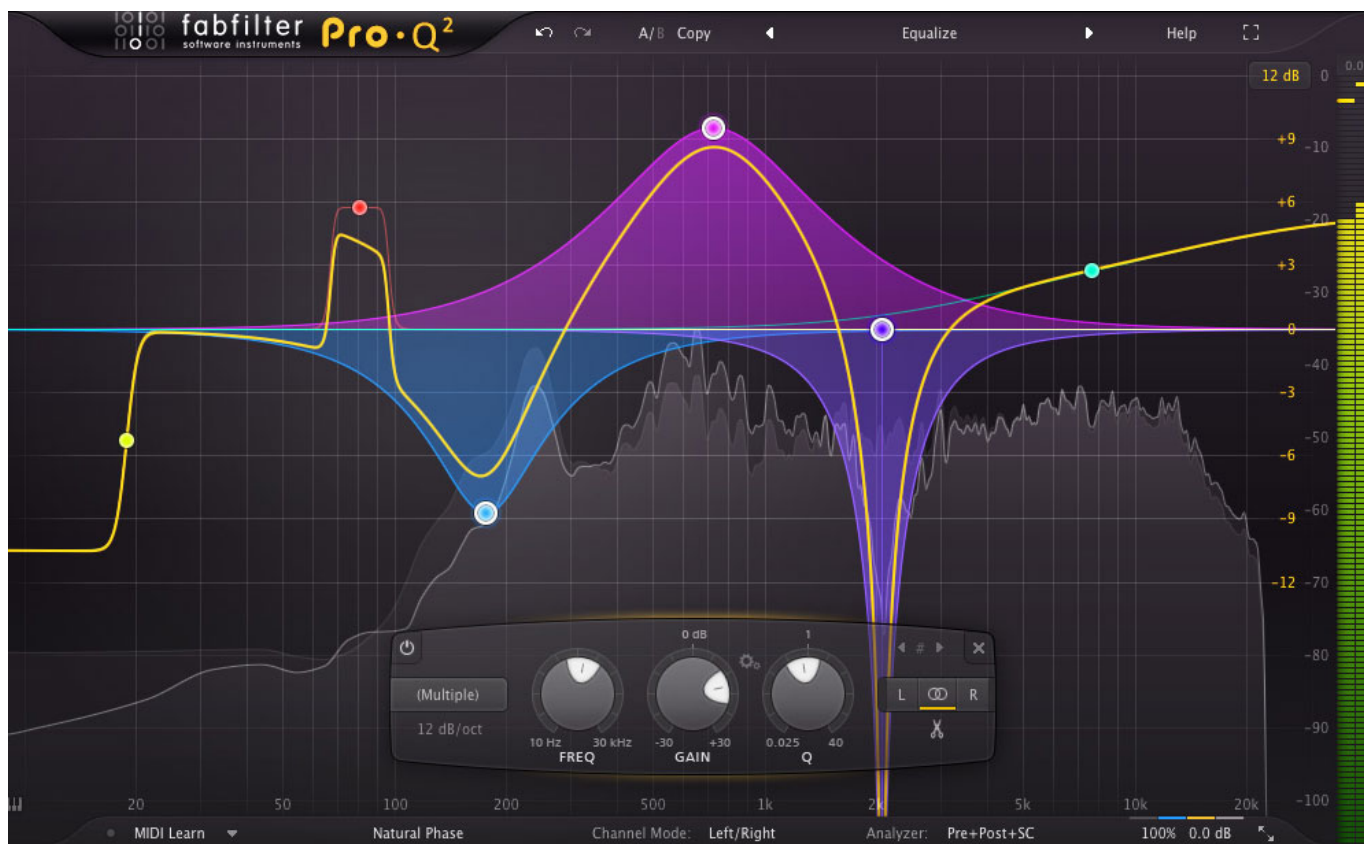 fabfilter Pro·Q²
software instruments
A/B Copy
Equalize
Help
12 dB
0.0
0
+9
-10
+6
-20
+3
-30
0
-40
-3
-50
-6
-60
-9
-12
-70
-80
-90
-100
0 dB
1
#
(Multiple)
L
R
12 dB/oct
10 Hz
30 kHz
-30
+30
0.025
40
FREQ
GAIN
Q
20
50
100
200
500
1k
2k
5k
10k
20k
MIDI Learn
Natural Phase
Channel Mode: Left/Right
Analyzer: Pre+Post+SC
100%
0.0 dB